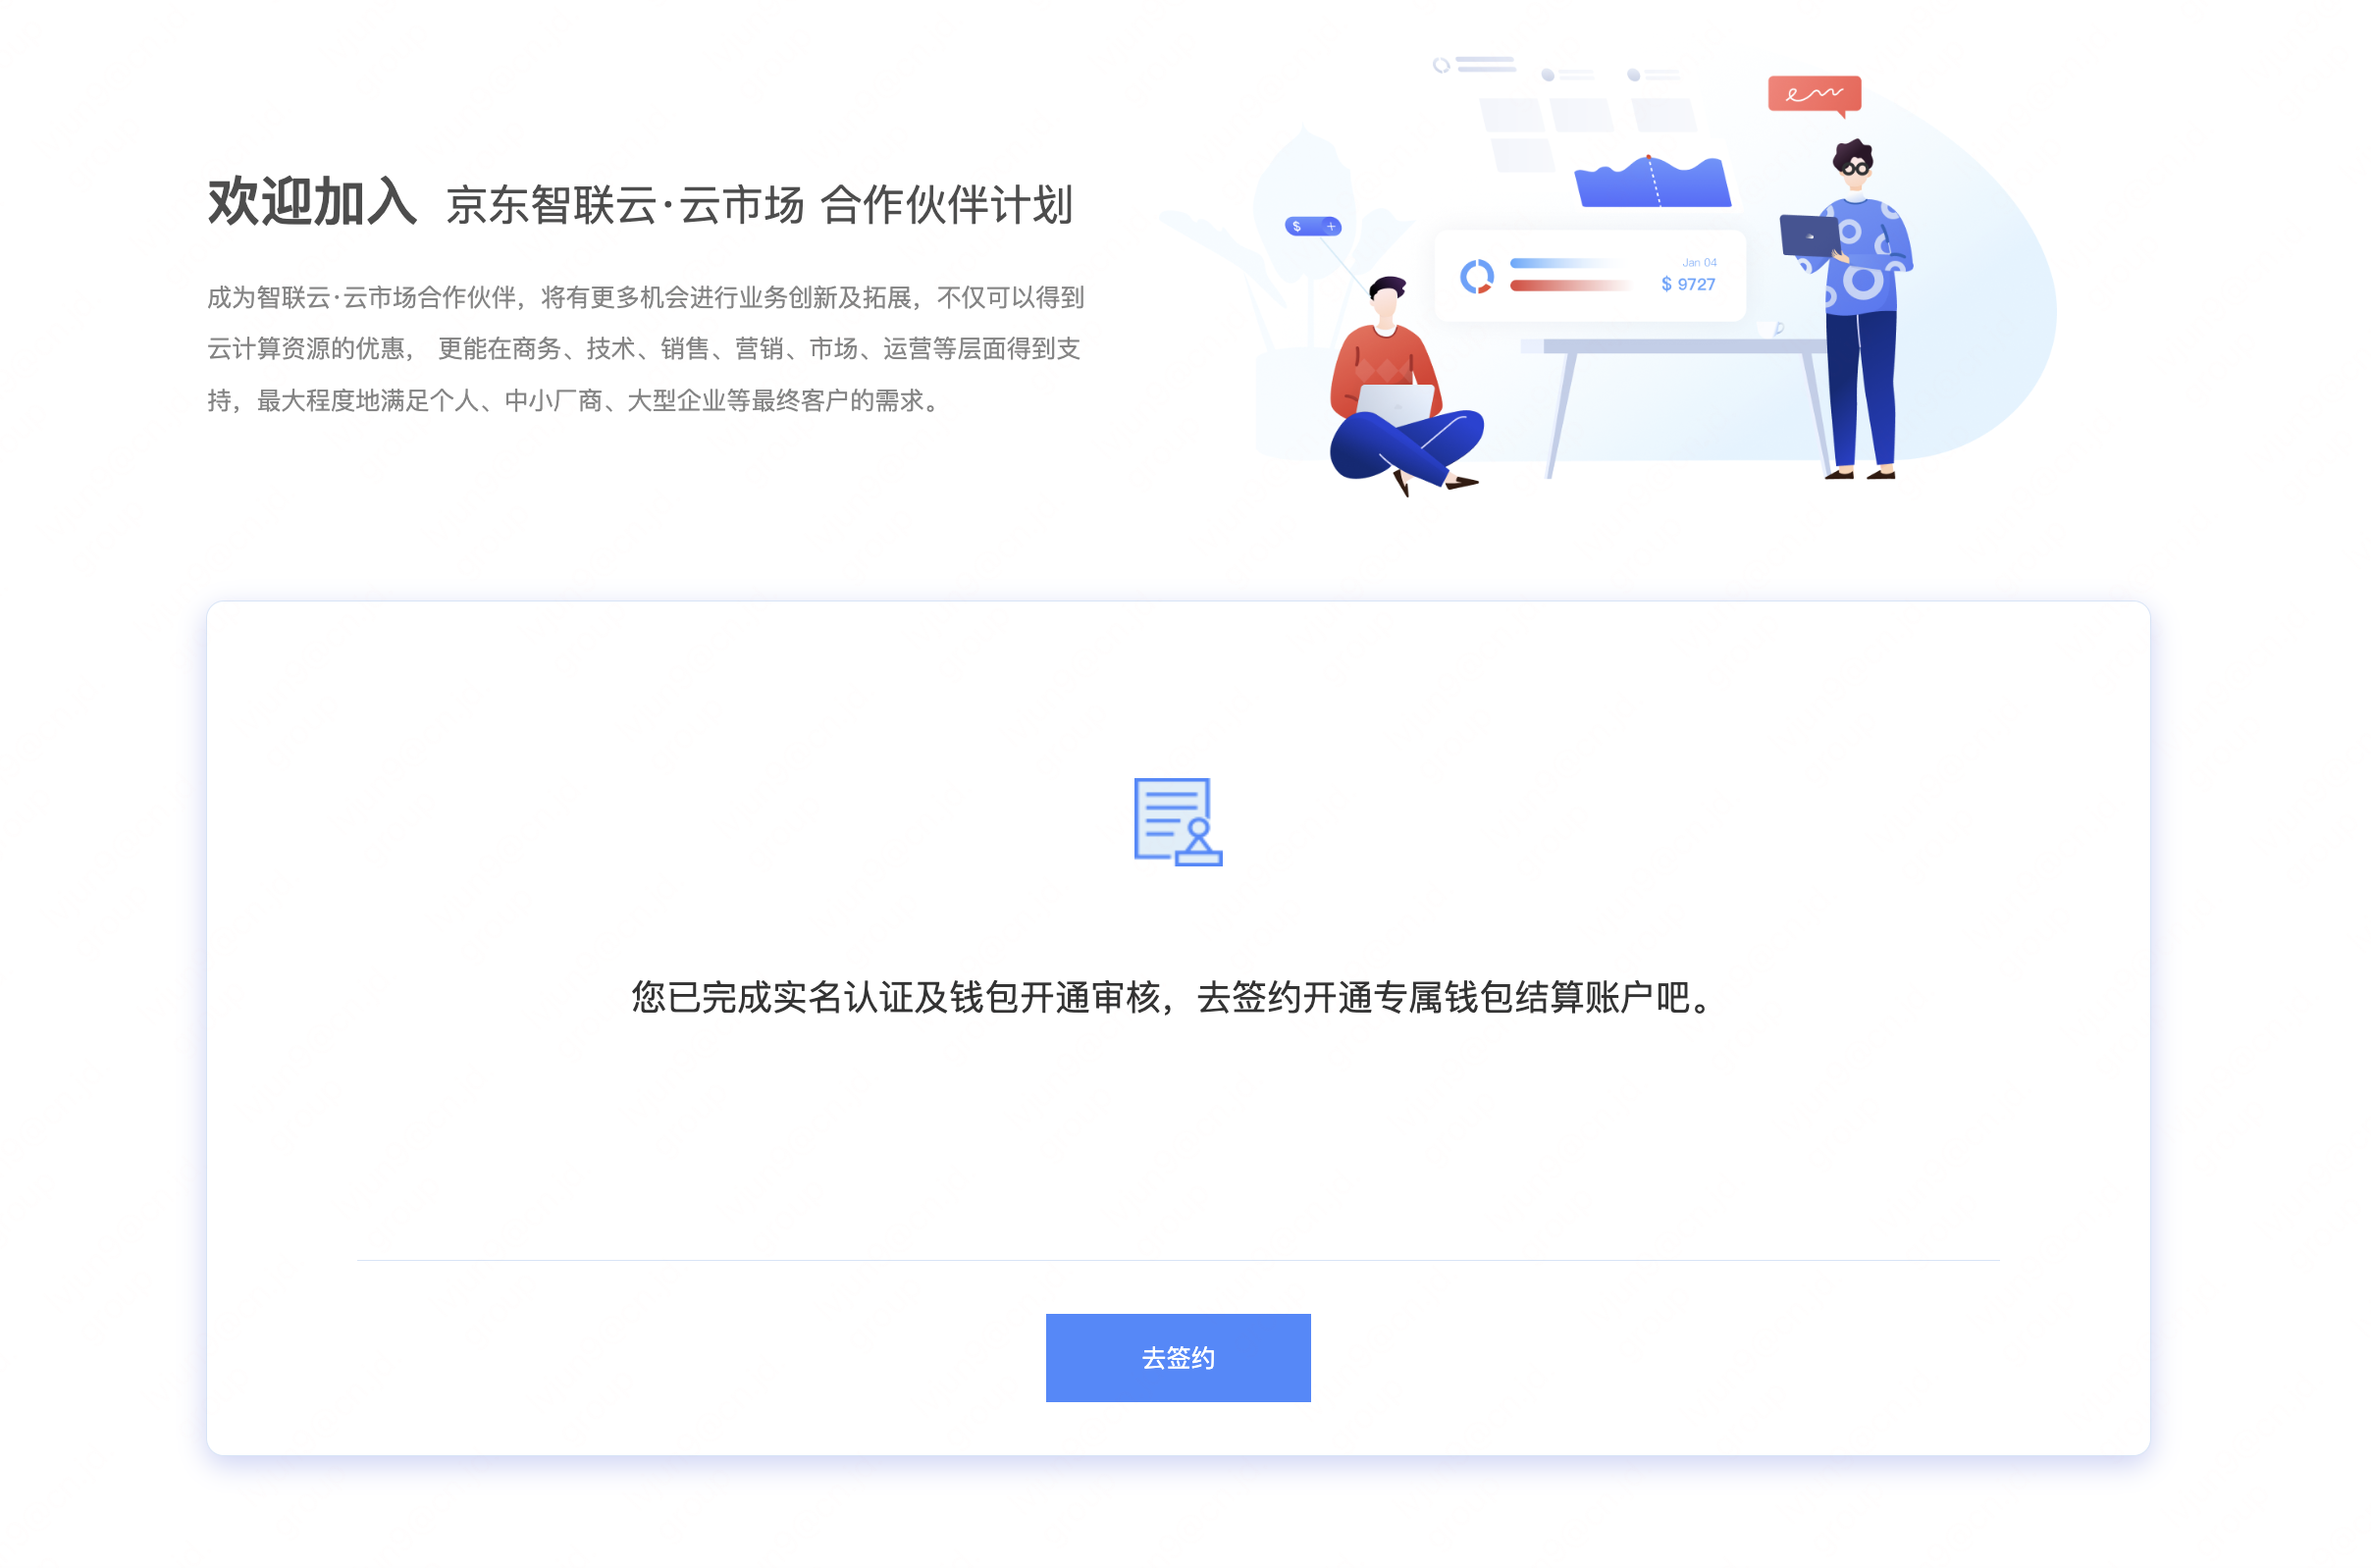 欢迎加入 京东智联云·云市场 合作伙伴计划
成为智联云·云市场合作伙伴，将有更多机会进行业务创新及拓展，不仅可以得到
云计算资源的优惠， 更能在商务、技术、销售、营销、市场、运营等层面得到支
持，最大程度地满足个人、中小厂商、大型企业等最终客户的需求。
$ +
Jan 04
$ 9727
您已完成实名认证及钱包开通审核，去签约开通专属钱包结算账户吧。
去签约